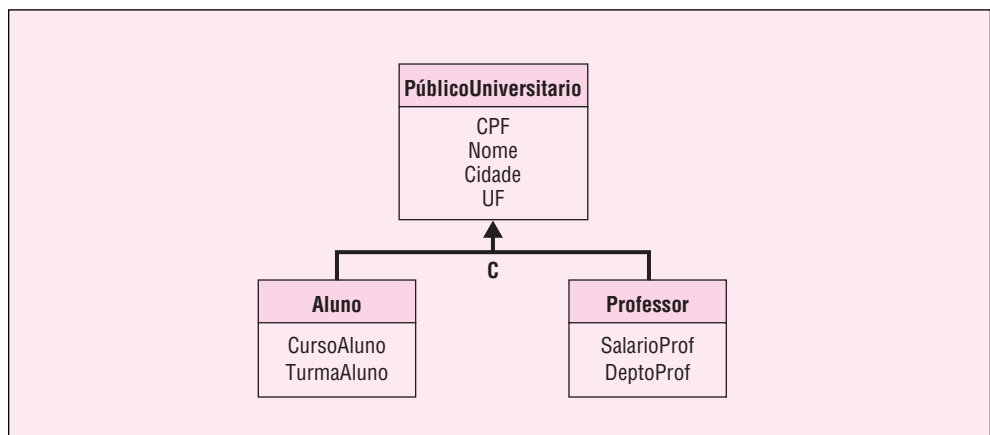 PúblicoUniversitario
CPF
Nome
Cidade
UF
C
Aluno
CursoAluno
TurmaAluno
Professor
SalarioProf
DeptoProf